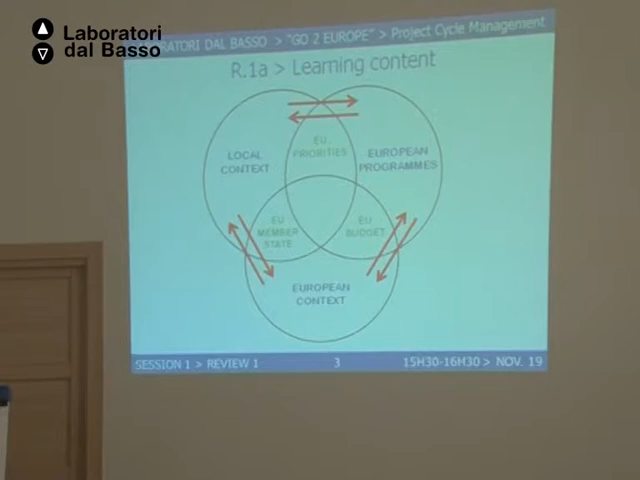 Laboratori
dal Basso
RATORI DAL BASSO > "GO 2 EUROPE" > Project Cycle Management
R.1a > Learning content
EU
PRIORITIES
LOCAL
CONTEXT
EUROPEAN
PROGRAMMES
EU
MEMBER
STATE
EU
BUDGET
EUROPEAN
CONTEXT
SESSION 1 > REVIEW 1
3
15H30-16H30 > NOV. 19